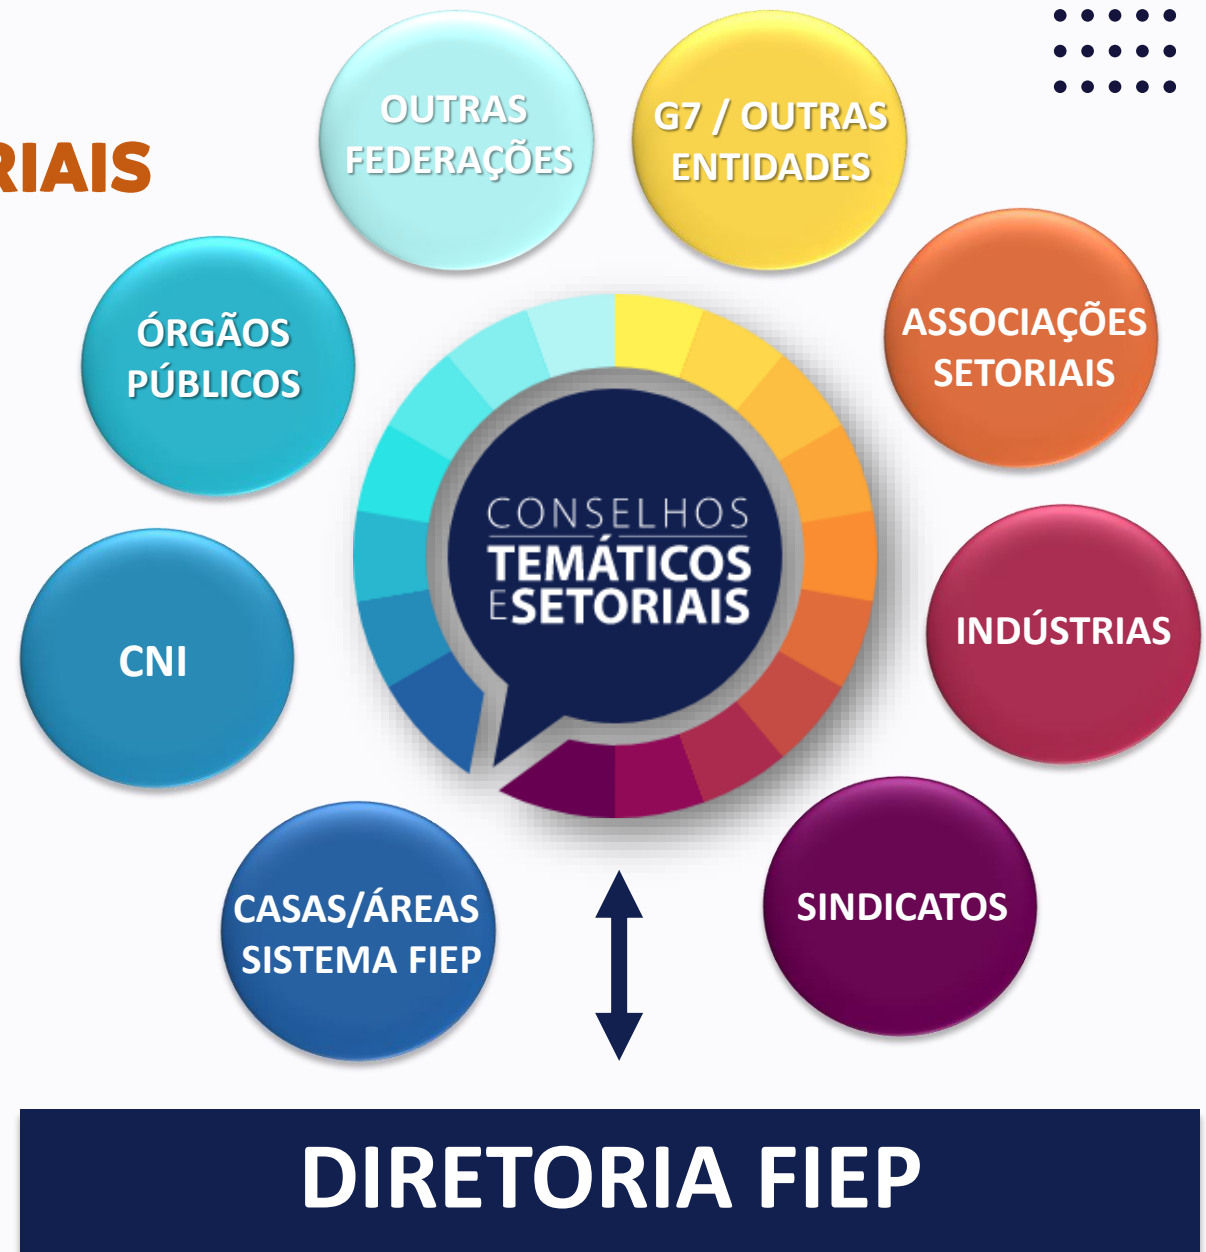 RIAIS
OUTRAS
FEDERAÇÕES
G7 / OUTRAS
ENTIDADES
ÓRGÃOS
PÚBLICOS
ASSOCIAÇÕES
SETORIAIS
CONSELHOS
TEMÁTICOS
E SETORIAIS
CNI
INDÚSTRIAS
CASAS/ÁREAS
SISTEMA FIEP
SINDICATOS
DIRETORIA FIEP